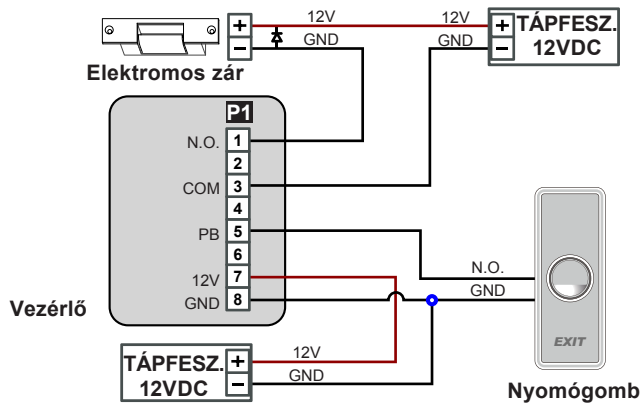 + 12V 12V + TÁPFESZ.
− GND GND − 12VDC
Elektromos zár
P1
N.O. 1
2
COM 3
4
PB 5
6
12V 7
GND 8
N.O.
GND
EXIT
Vezérlő
TÁPFESZ. + 12V
12VDC − GND
Nyomógomb